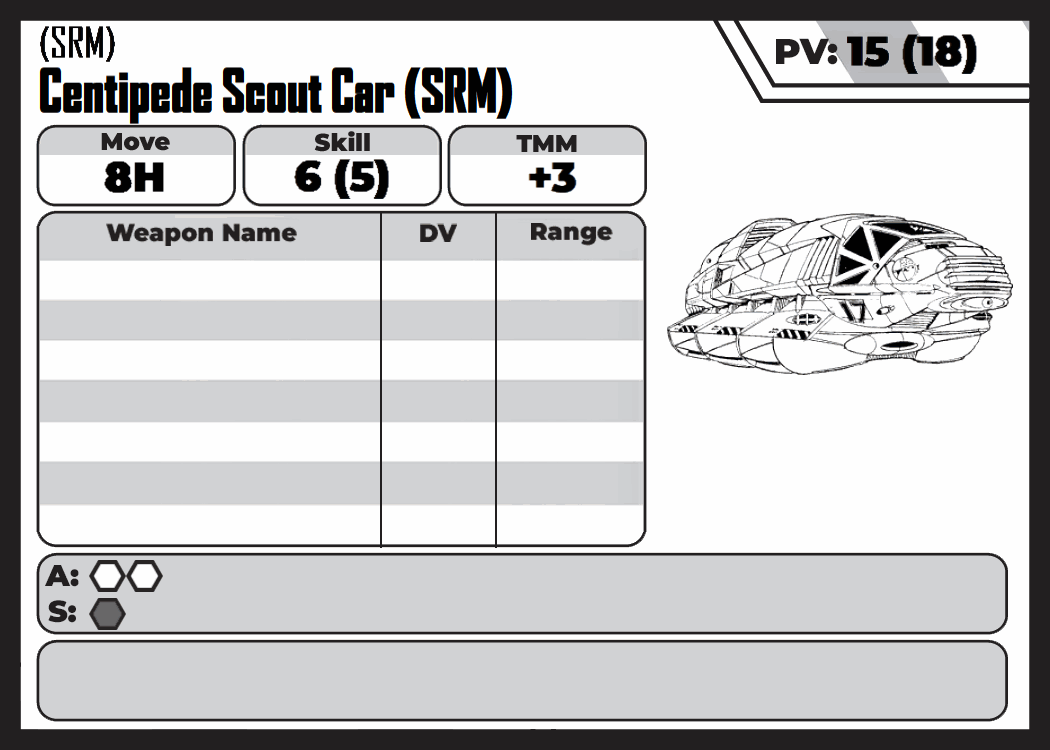 (SRM)
PV: 15 (18)
Centipede Scout Car (SRM)
Move Skill TMM
8H 6 (5) +3
Weapon Name DV Range
17
A:
S: